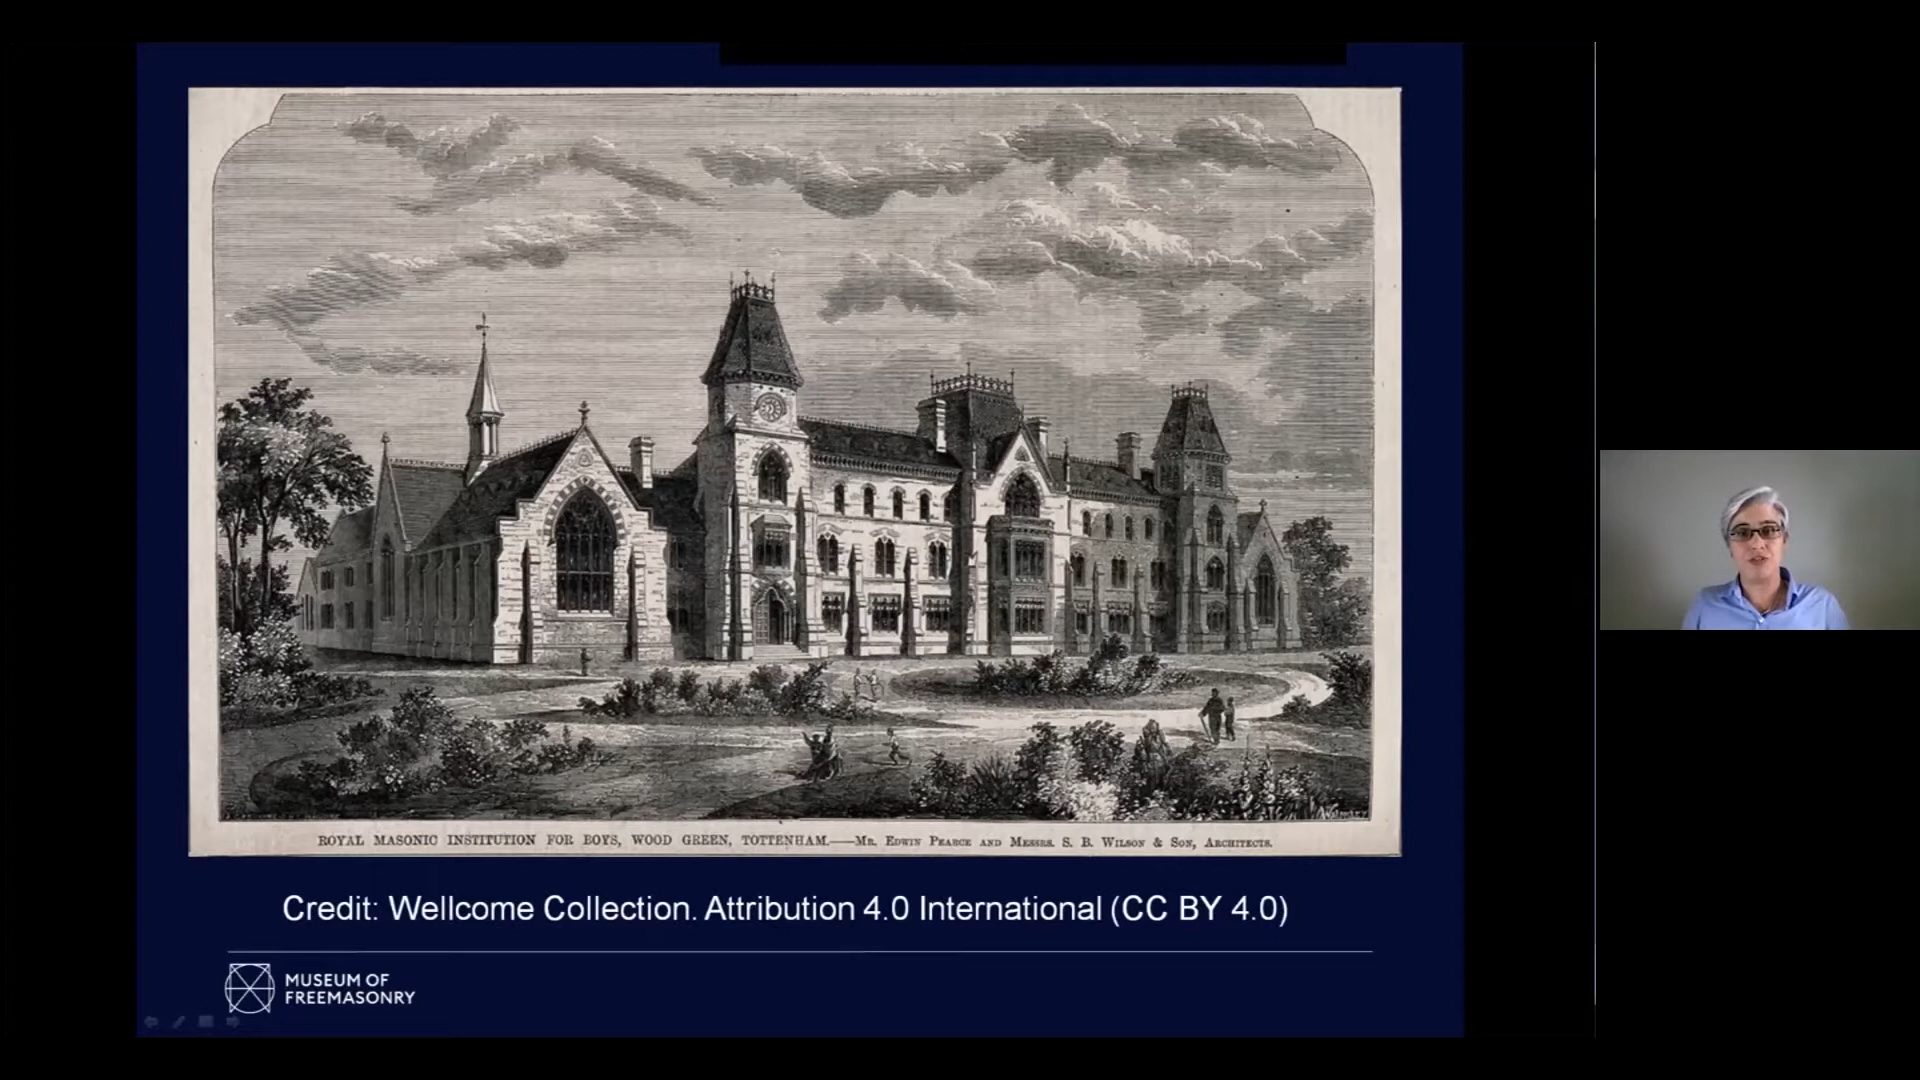 ROYAL MASONIC INSTITUTION FOR BOYS, WOOD GREEN, TOTTENHAM.——MR. EDWIN PEARCE AND MESSRS. S. B. WILSON & SON, ARCHITECTS.
Credit: Wellcome Collection. Attribution 4.0 International (CC BY 4.0)
MUSEUM OF
FREEMASONRY